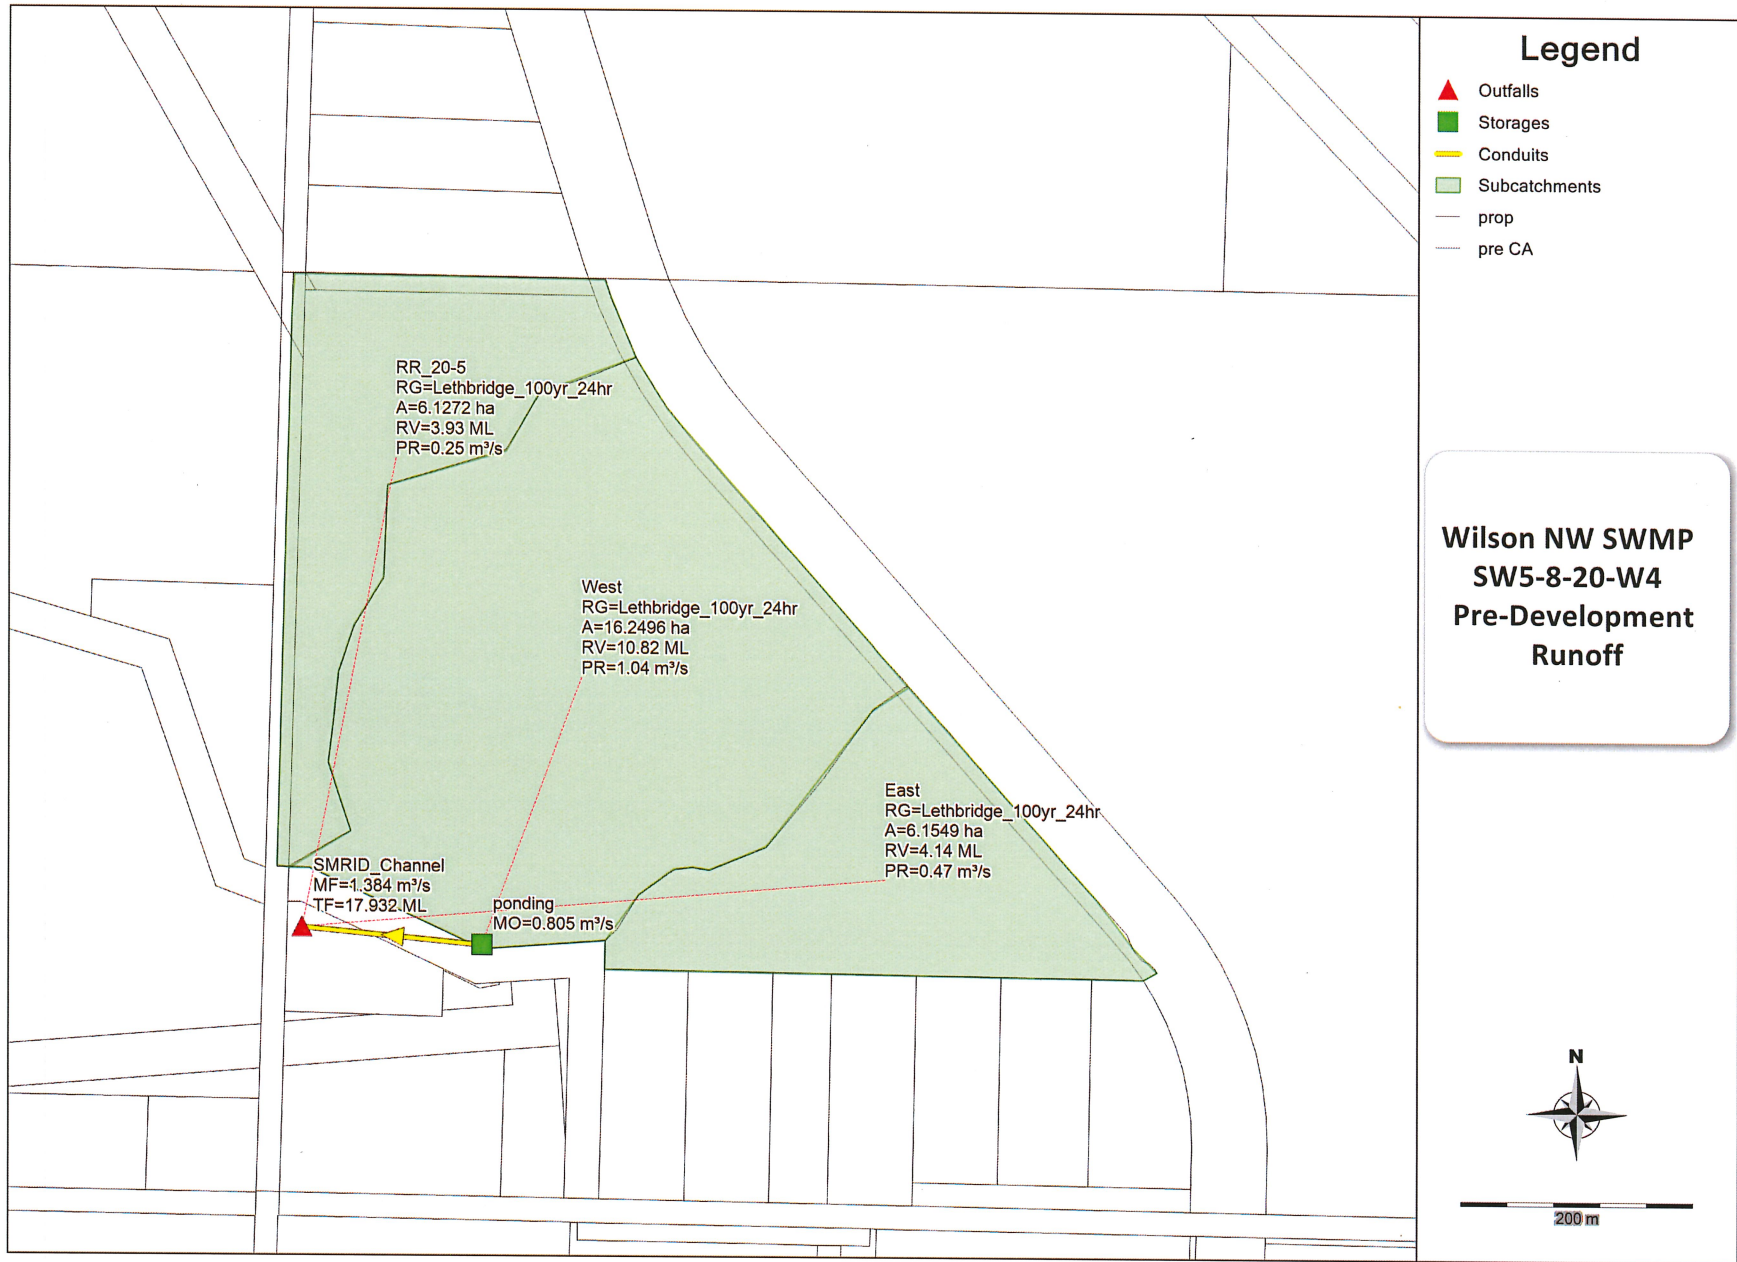 Legend
Outfalls
Storages
Conduits
Subcatchments
prop
pre CA
RR_20-5
RG=Lethbridge_100yr_24hr
A=6.1272 ha
RV=3.93 ML
PR=0.25 m³/s
West
RG=Lethbridge_100yr_24hr
A=16.2496 ha
RV=10.82 ML
PR=1.04 m³/s
East
RG=Lethbridge_100yr_24hr
A=6.1549 ha
RV=4.14 ML
PR=0.47 m³/s
SMRID_Channel
MF=1.384 m³/s
TF=17.932 ML
ponding
MO=0.805 m³/s
Wilson NW SWMP
SW5-8-20-W4
Pre-Development
Runoff
N
200 m